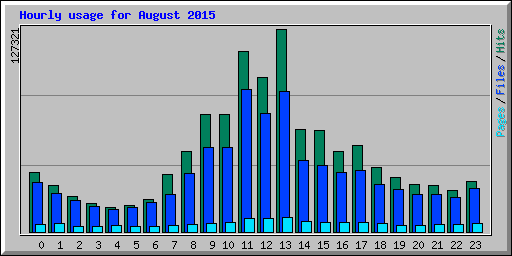 Hourly usage for August 2015
127321
Pages/Files/Hits
0 1 2 3 4 5 6 7 8 9 10 11 12 13 14 15 16 17 18 19 20 21 22 23